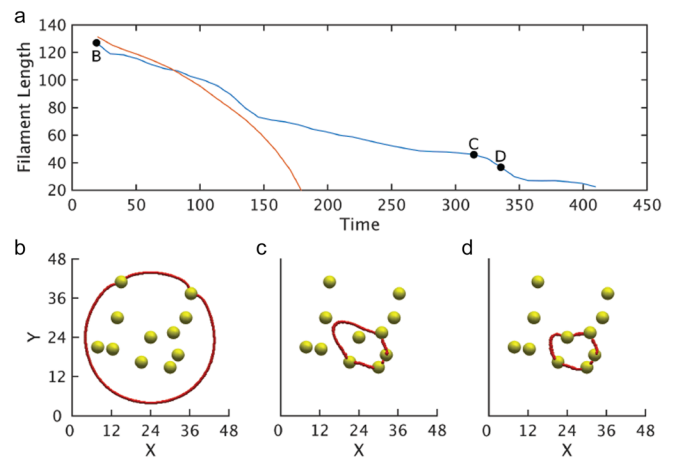 a
140
120
100
80
60
40
20
Filament Length
B
C
D
0 50 100 150 200 250 300 350 400 450
Time
b c d
48
36
24
12
0
Y
0 12 24 36 48 0 12 24 36 48 0 12 24 36 48
X X X